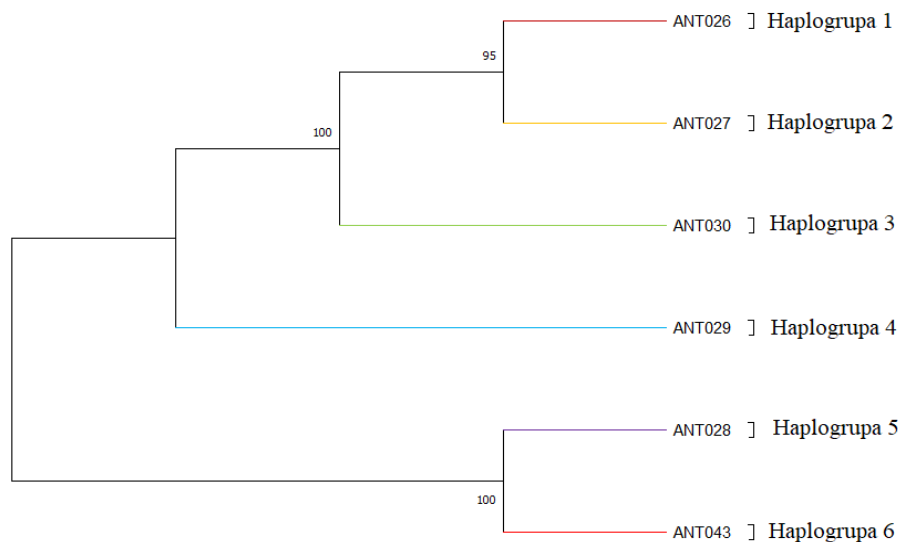 ANT026 Haplogrupa 1
95
ANT027 Haplogrupa 2
100
ANT030 Haplogrupa 3
ANT029 Haplogrupa 4
ANT028 Haplogrupa 5
100
ANT043 Haplogrupa 6